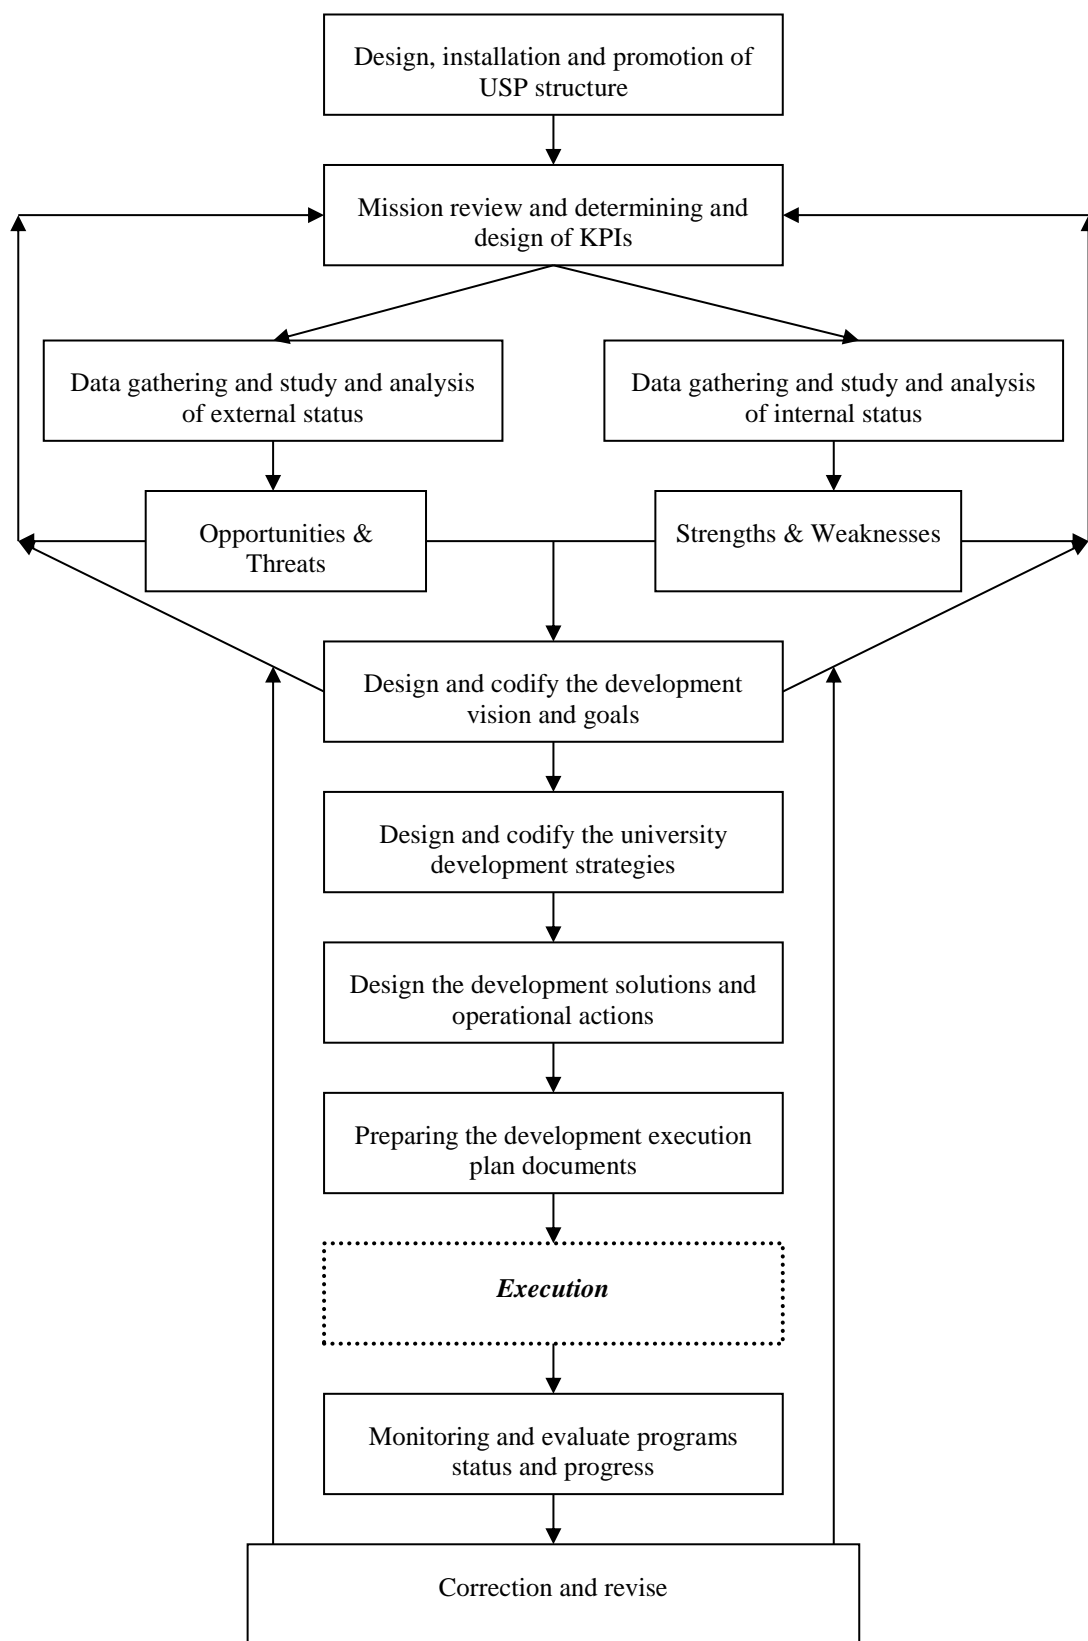 Design, installation and promotion of
USP structure
Mission review and determining and
design of KPIs
Data gathering and study and analysis
of external status
Data gathering and study and analysis
of internal status
Opportunities &
Threats
Strengths & Weaknesses
Design and codify the development
vision and goals
Design and codify the university
development strategies
Design the development solutions and
operational actions
Preparing the development execution
plan documents
Execution
Monitoring and evaluate programs
status and progress
Correction and revise